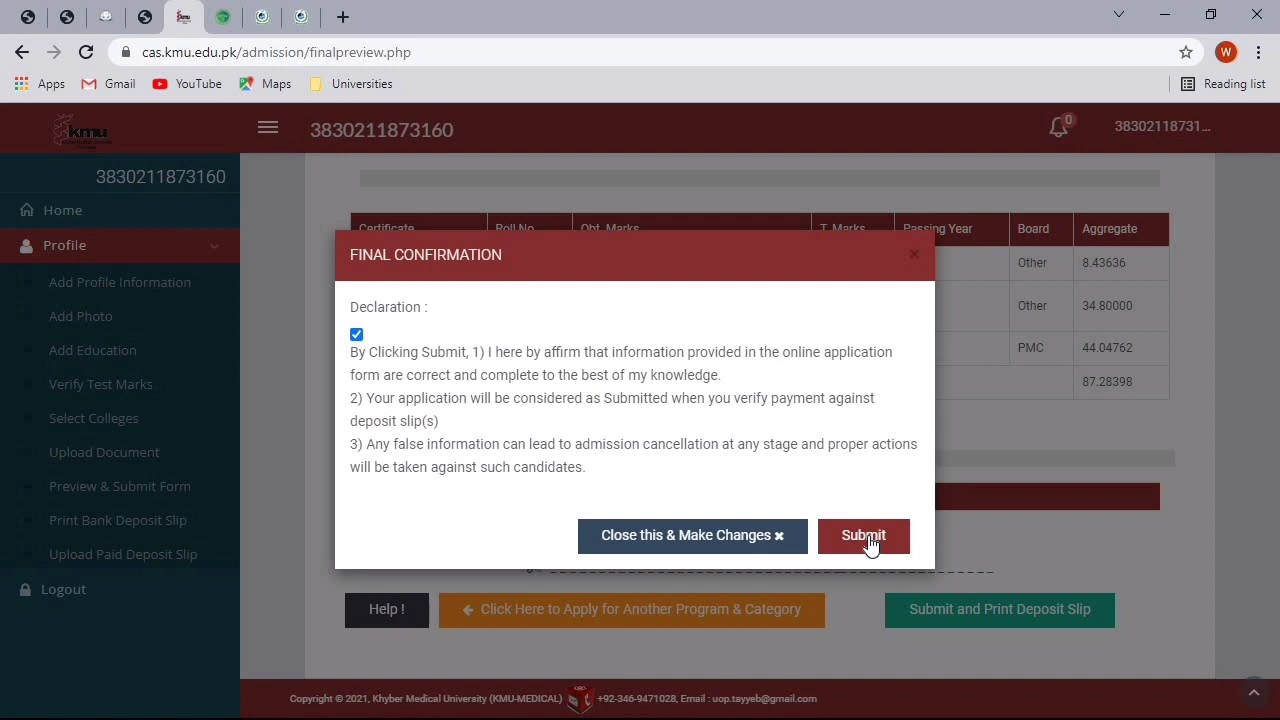 cas.kmu.edu.pk/admission/finalpreview.php
W
Apps Gmail YouTube Maps Universities Reading list
kmu
3830211873160
0
38302118731...
3830211873160
Home
Profile
Add Profile Information
Add Photo
Add Education
Verify Test Marks
Select Colleges
Upload Document
Preview & Submit Form
Print Bank Deposit Slip
Upload Paid Deposit Slip
Logout
Certificate Roll No Obt. Marks T. Marks Passing Year Board Aggregate
Other 8.43636
Other 34.80000
PMC 44.04762
87.28398
FINAL CONFIRMATION
Declaration :
By Clicking Submit, 1) I here by affirm that information provided in the online application
form are correct and complete to the best of my knowledge.
2) Your application will be considered as Submitted when you verify payment against
deposit slip(s)
3) Any false information can lead to admission cancellation at any stage and proper actions
will be taken against such candidates.
Close this & Make Changes ✖ Submit
Help ! Click Here to Apply for Another Program & Category Submit and Print Deposit Slip
Copyright © 2021, Khyber Medical University (KMU-MEDICAL) +92-346-9471028, Email : uop.tayyeb@gmail.com